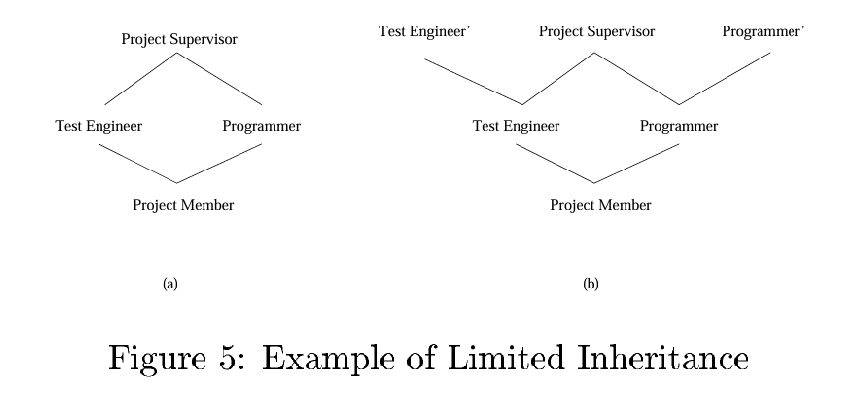 Project Supervisor
Test Engineer Programmer
Project Member
(a)
Test Engineer' Project Supervisor Programmer'
Test Engineer Programmer
Project Member
(b)
Figure 5: Example of Limited Inheritance